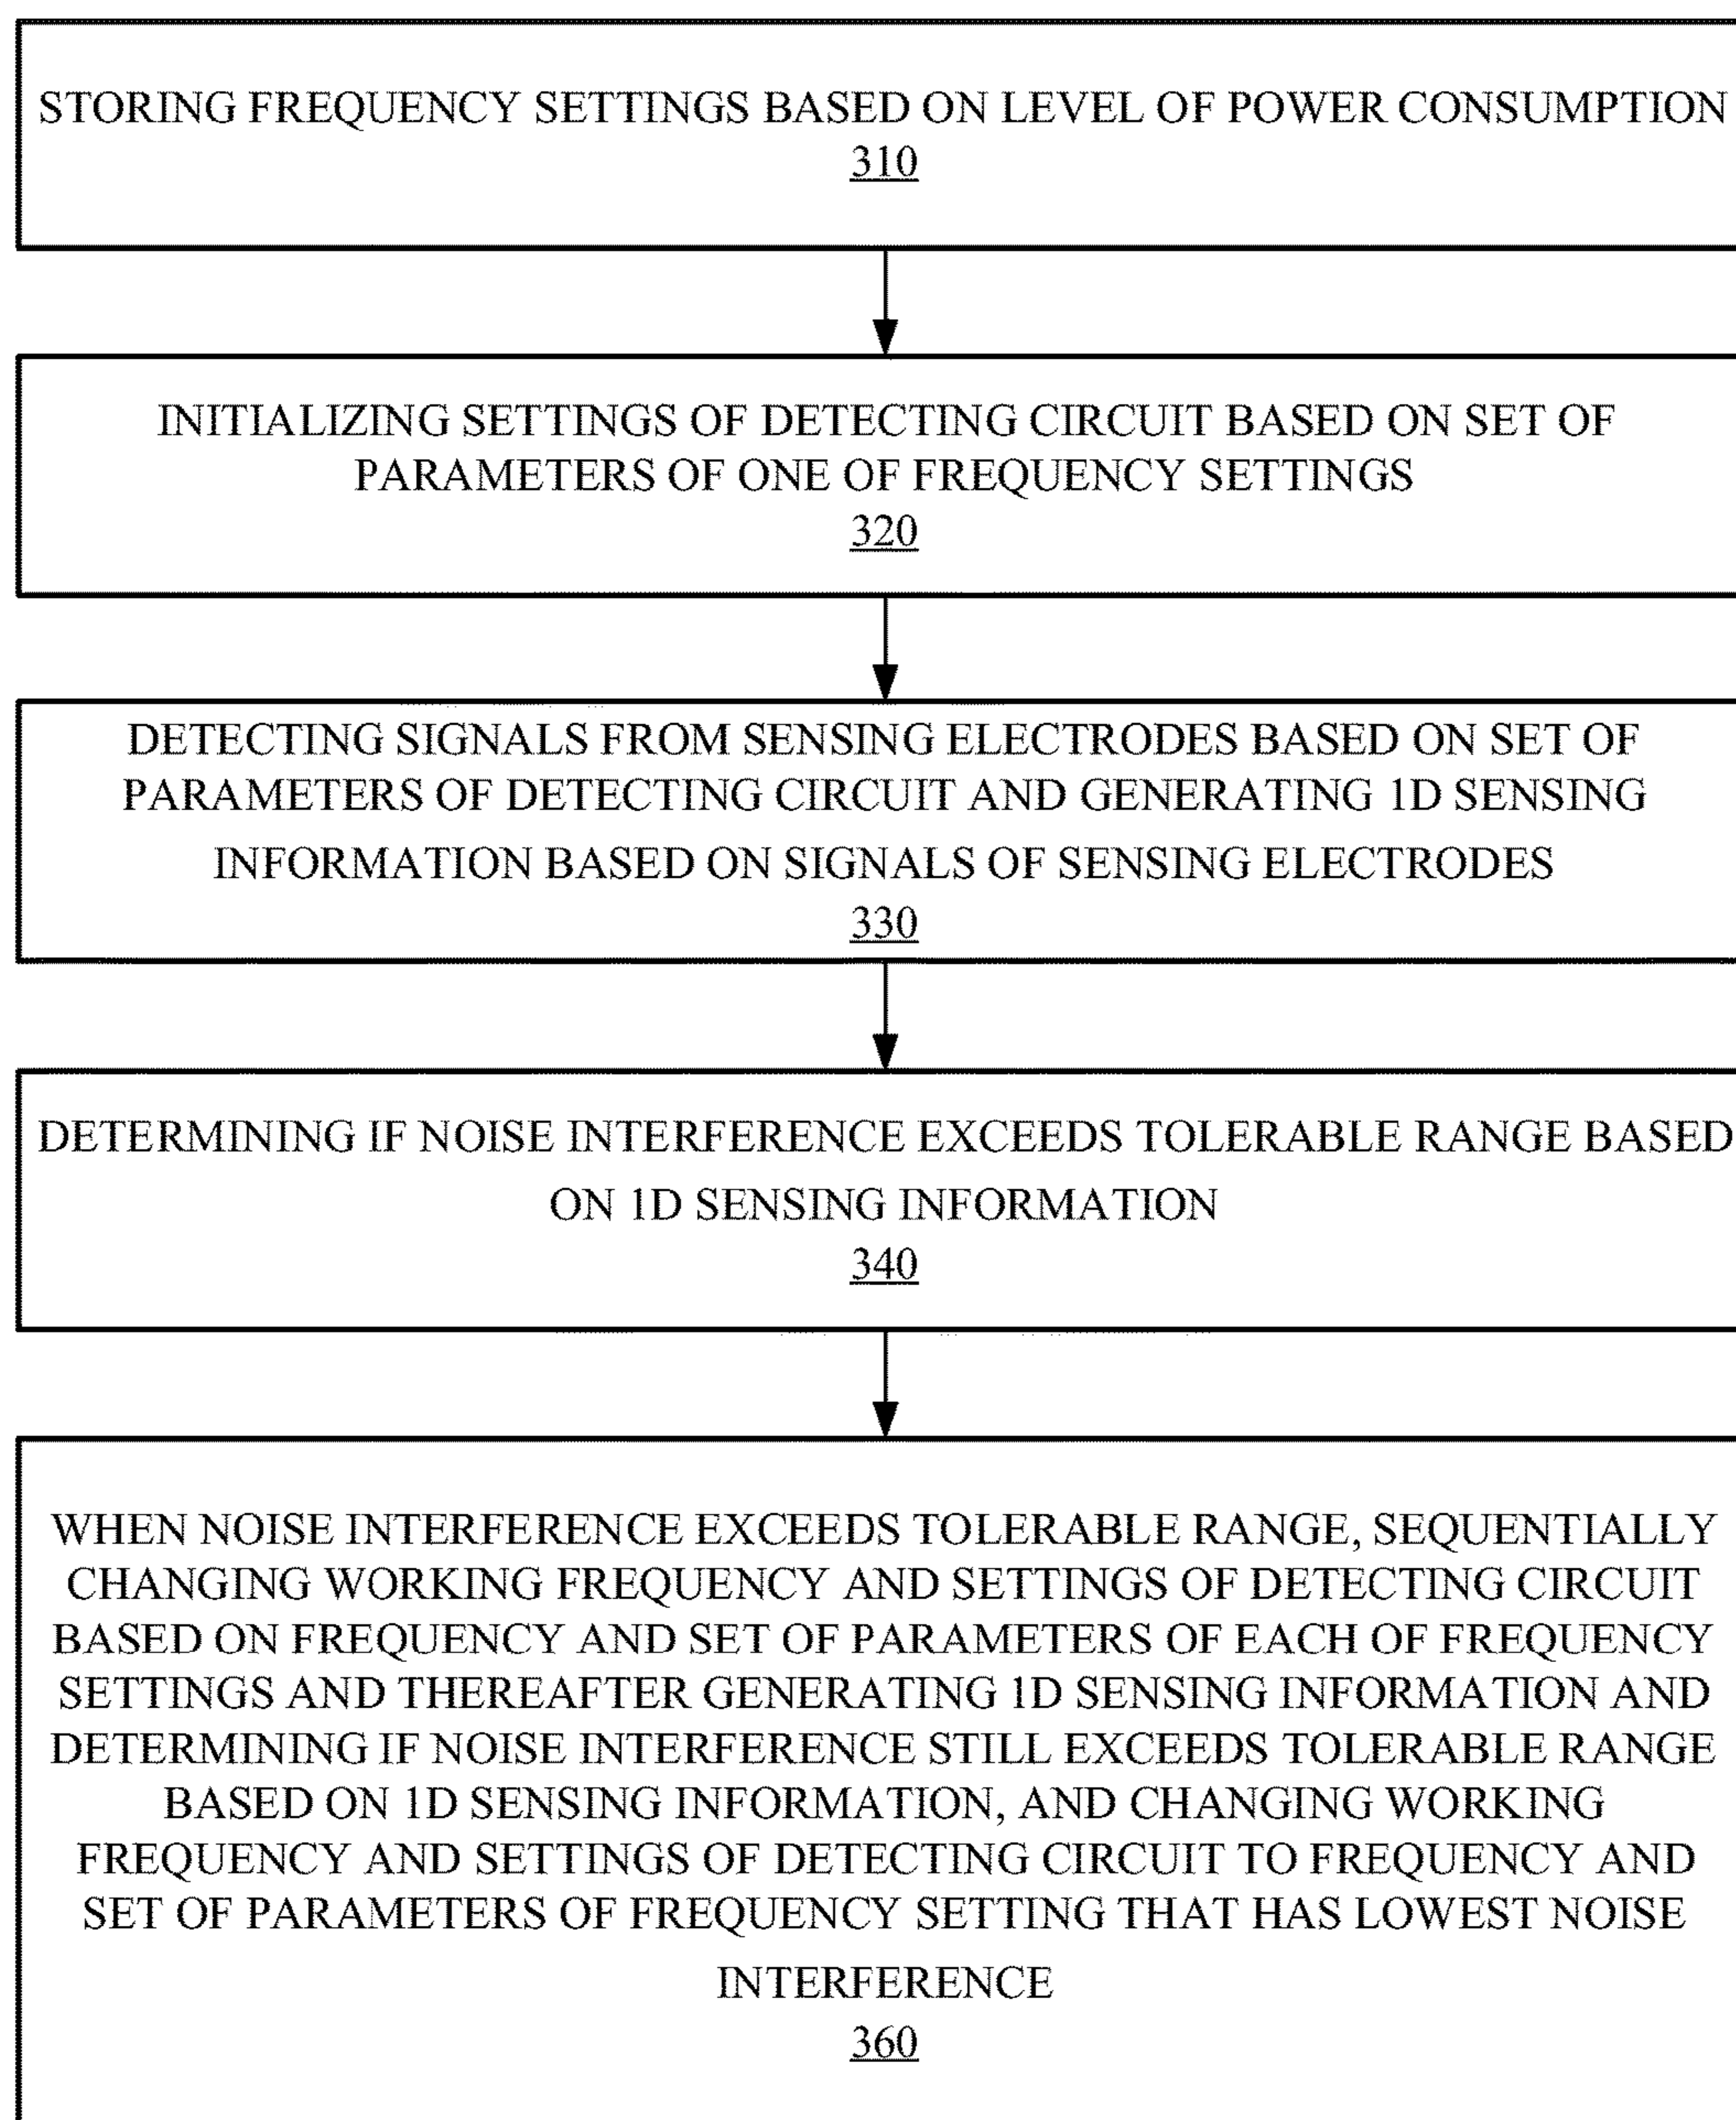 STORING FREQUENCY SETTINGS BASED ON LEVEL OF POWER CONSUMPTION
310
INITIALIZING SETTINGS OF DETECTING CIRCUIT BASED ON SET OF
PARAMETERS OF ONE OF FREQUENCY SETTINGS
320
DETECTING SIGNALS FROM SENSING ELECTRODES BASED ON SET OF
PARAMETERS OF DETECTING CIRCUIT AND GENERATING 1D SENSING
INFORMATION BASED ON SIGNALS OF SENSING ELECTRODES
330
DETERMINING IF NOISE INTERFERENCE EXCEEDS TOLERABLE RANGE BASED
ON 1D SENSING INFORMATION
340
WHEN NOISE INTERFERENCE EXCEEDS TOLERABLE RANGE, SEQUENTIALLY
CHANGING WORKING FREQUENCY AND SETTINGS OF DETECTING CIRCUIT
BASED ON FREQUENCY AND SET OF PARAMETERS OF EACH OF FREQUENCY
SETTINGS AND THEREAFTER GENERATING 1D SENSING INFORMATION AND
DETERMINING IF NOISE INTERFERENCE STILL EXCEEDS TOLERABLE RANGE
BASED ON 1D SENSING INFORMATION, AND CHANGING WORKING
FREQUENCY AND SETTINGS OF DETECTING CIRCUIT TO FREQUENCY AND
SET OF PARAMETERS OF FREQUENCY SETTING THAT HAS LOWEST NOISE
INTERFERENCE
360